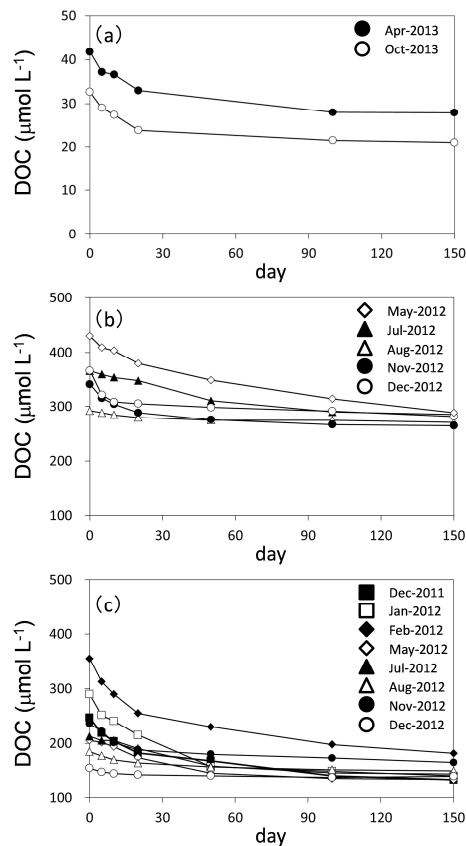 (a)
Apr-2013
Oct-2013
DOC (μmol L⁻¹)
50
40
30
20
10
0
0 30 60 90 120 150
day
(b)
May-2012
Jul-2012
Aug-2012
Nov-2012
Dec-2012
DOC (μmol L⁻¹)
500
400
300
200
100
0 30 60 90 120 150
day
(c)
Dec-2011
Jan-2012
Feb-2012
May-2012
Jul-2012
Aug-2012
Nov-2012
Dec-2012
DOC (μmol L⁻¹)
500
400
300
200
100
0 30 60 90 120 150
day